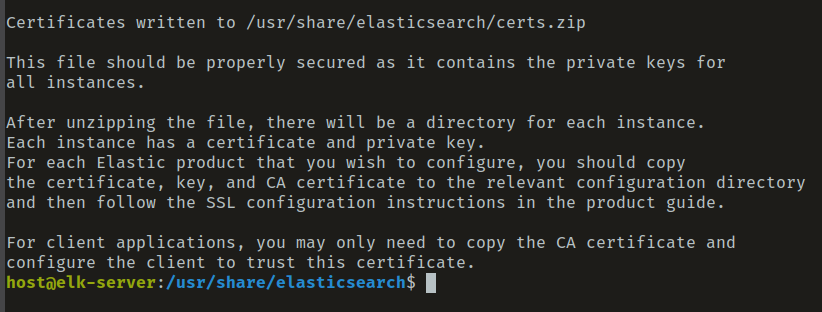 Certificates written to /usr/share/elasticsearch/certs.zip
This file should be properly secured as it contains the private keys for
all instances.
After unzipping the file, there will be a directory for each instance.
Each instance has a certificate and private key.
For each Elastic product that you wish to configure, you should copy
the certificate, key, and CA certificate to the relevant configuration directory
and then follow the SSL configuration instructions in the product guide.
For client applications, you may only need to copy the CA certificate and
configure the client to trust this certificate.
host@elk-server:/usr/share/elasticsearch$